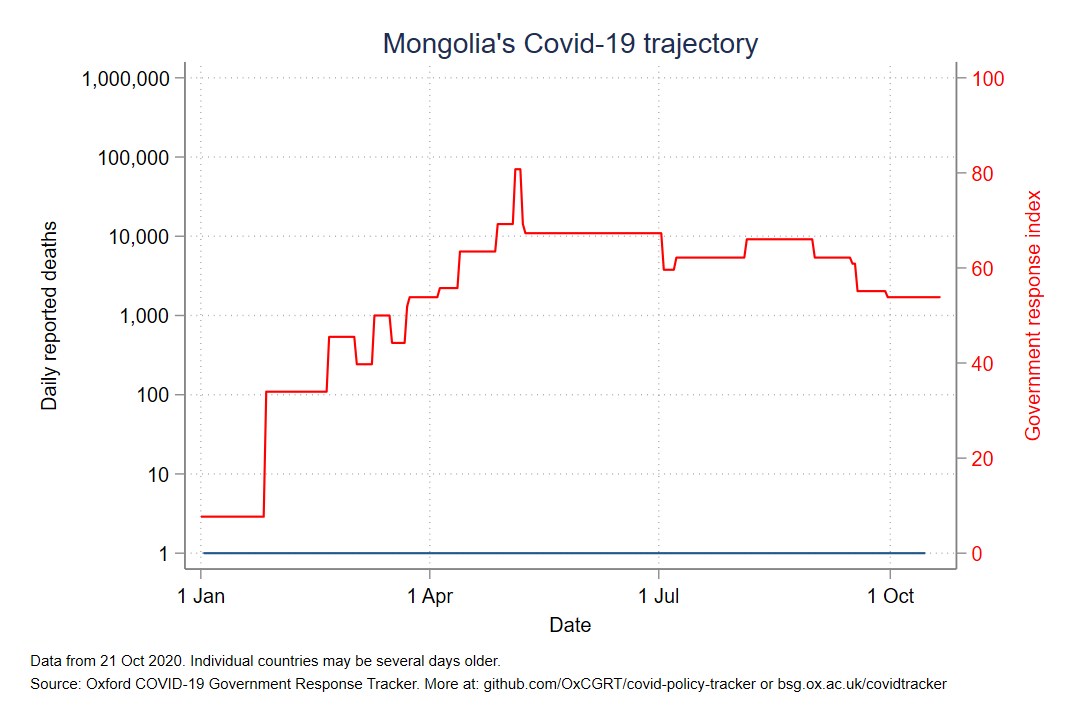 Mongolia's Covid-19 trajectory
1,000,000
100,000
10,000
1,000
100
10
1
Daily reported deaths
100
80
60
40
20
0
Government response index
1 Jan
1 Apr
1 Jul
1 Oct
Date
Data from 21 Oct 2020. Individual countries may be several days older.
Source: Oxford COVID-19 Government Response Tracker. More at: github.com/OxCGRT/covid-policy-tracker or bsg.ox.ac.uk/covidtracker